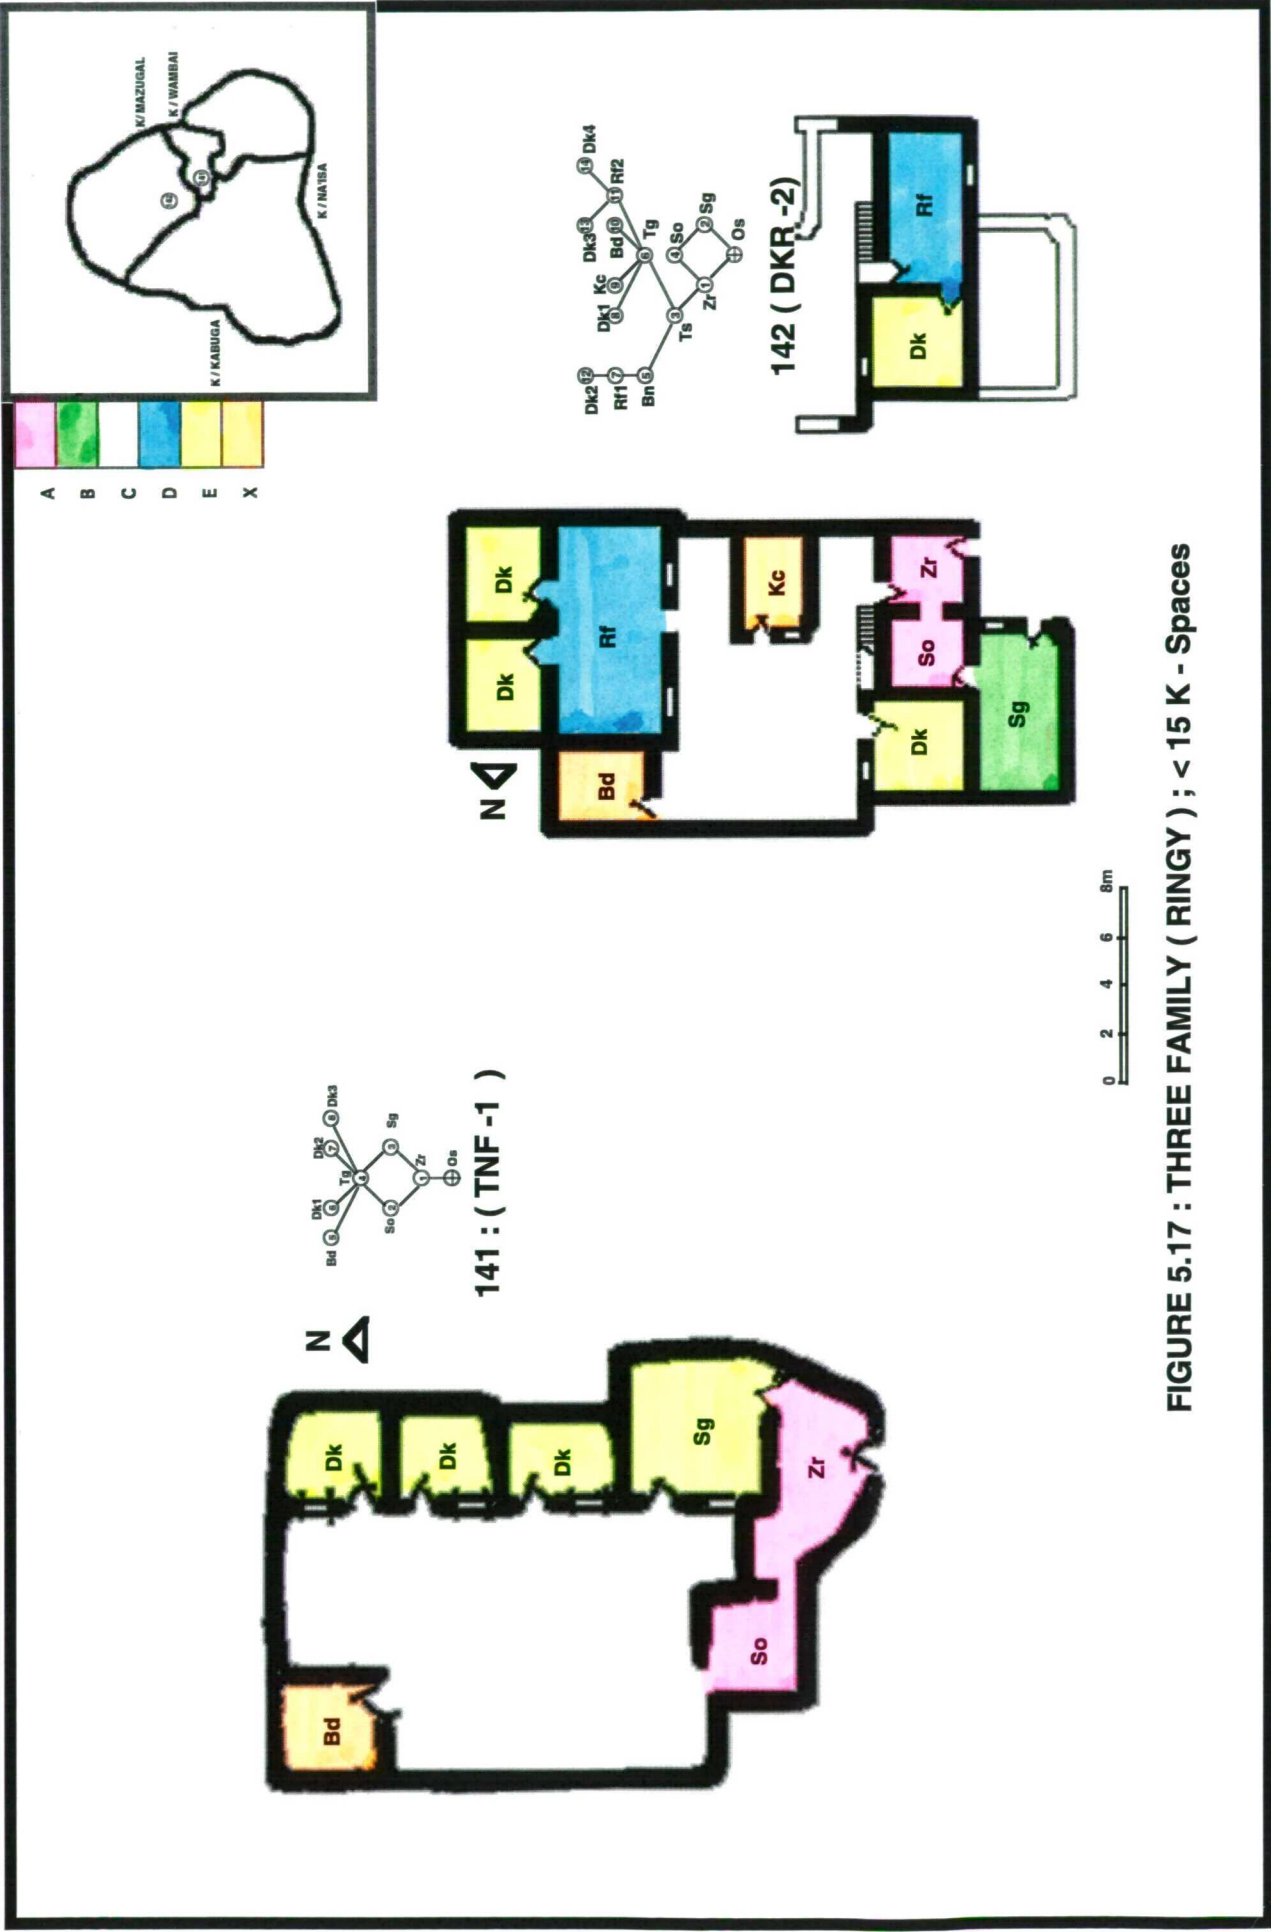 K/MAZUGAL
K / WAMBAI
K / KABUGA
K / NA'ISA
A
B
C
D
E
X
Dk3
Dk4
Rf2
Bd
Tg
Kc
Dk1
So
Sg
Os
Zr
Ts
Dk2
Rf1
Bn
142 ( DKR -2)
Rf
Dk
N
Dk
Dk
Rf
Bd
Kc
Zr
So
Dk
Sg
Bd
Dk1
Tg
Dk2
Dk3
So
Sg
Zr
Os
141 : ( TNF -1 )
N
Dk
Dk
Dk
Sg
Zr
So
Bd
0 2 4 6 8m
FIGURE 5.17 : THREE FAMILY ( RINGY ) ; < 15 K - Spaces